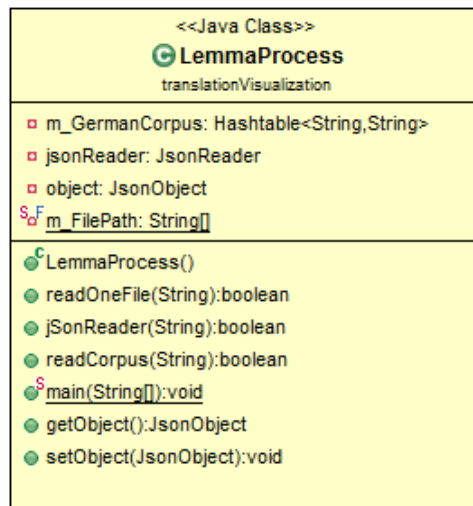 <<Java Class>>
C LemmaProcess
translationVisualization
m_GermanCorpus: Hashtable<String,String>
jsonReader: JsonReader
object: JsonObject
S F m_FilePath: String[]
C LemmaProcess()
readOneFile(String):boolean
jSonReader(String):boolean
readCorpus(String):boolean
S main(String[]):void
getObject():JsonObject
setObject(JsonObject):void